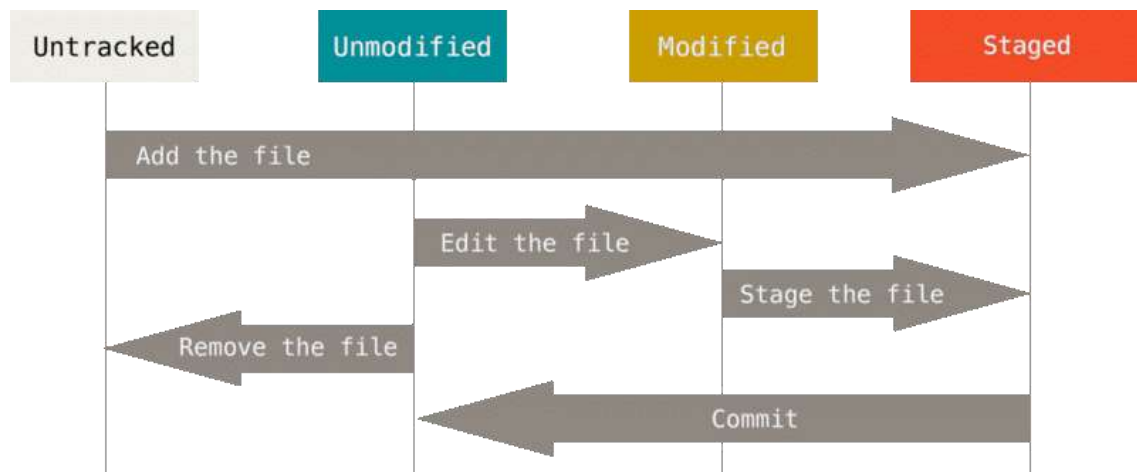 Untracked
Unmodified
Modified
Staged
Add the file
Edit the file
Stage the file
Remove the file
Commit